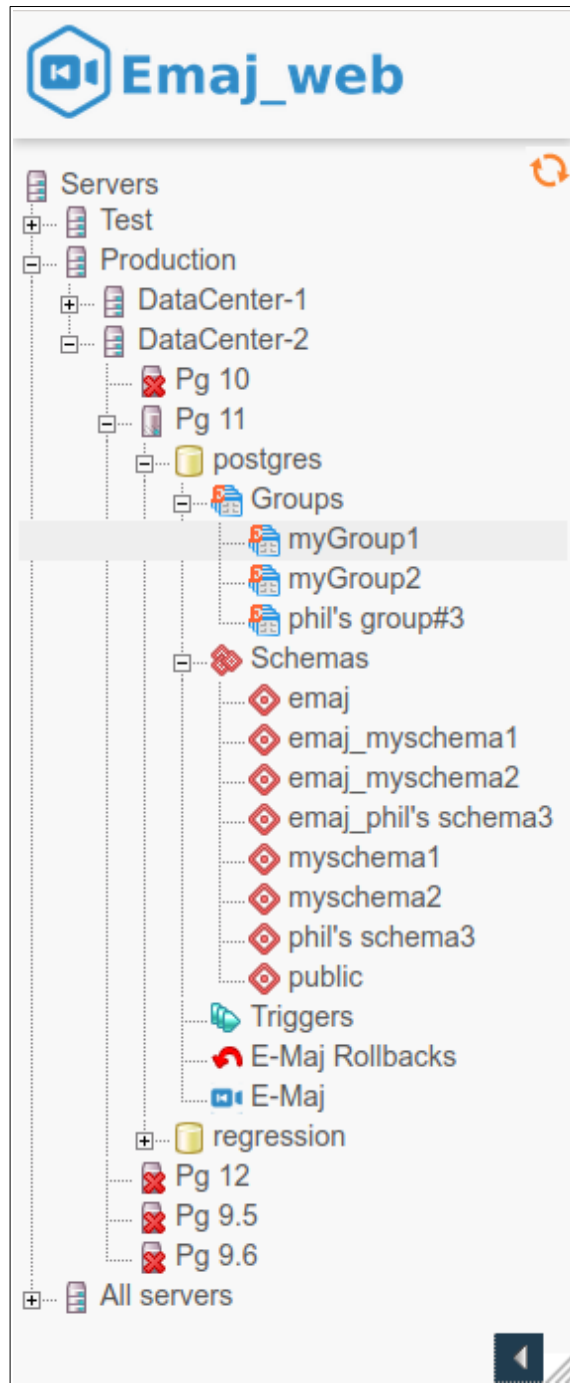 Emaj_web
Servers
Test
Production
DataCenter-1
DataCenter-2
Pg 10
Pg 11
postgres
Groups
myGroup1
myGroup2
phil's group#3
Schemas
emaj
emaj_myschema1
emaj_myschema2
emaj_phil's schema3
myschema1
myschema2
phil's schema3
public
Triggers
E-Maj Rollbacks
E-Maj
regression
Pg 12
Pg 9.5
Pg 9.6
All servers